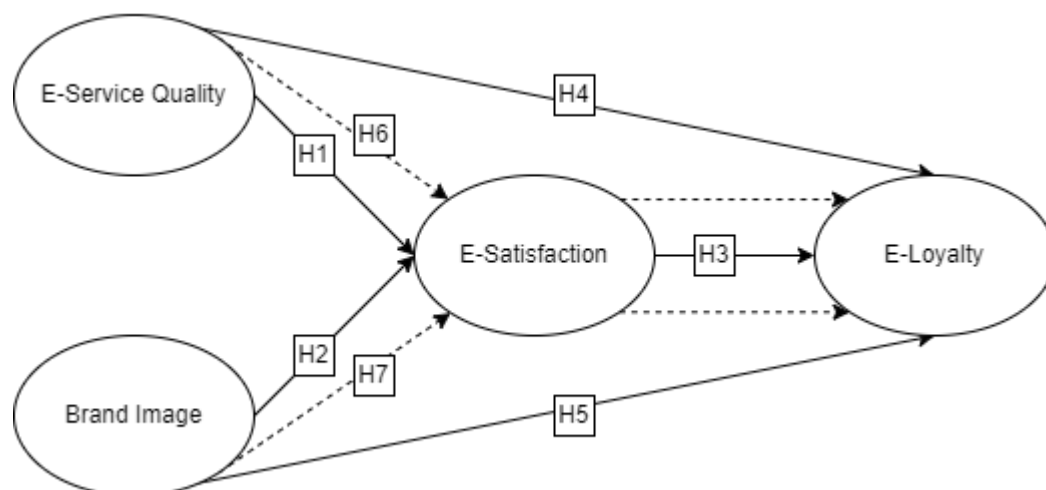 E-Service Quality
H4
H6
H1
E-Satisfaction
H3
E-Loyalty
H2
H7
Brand Image
H5